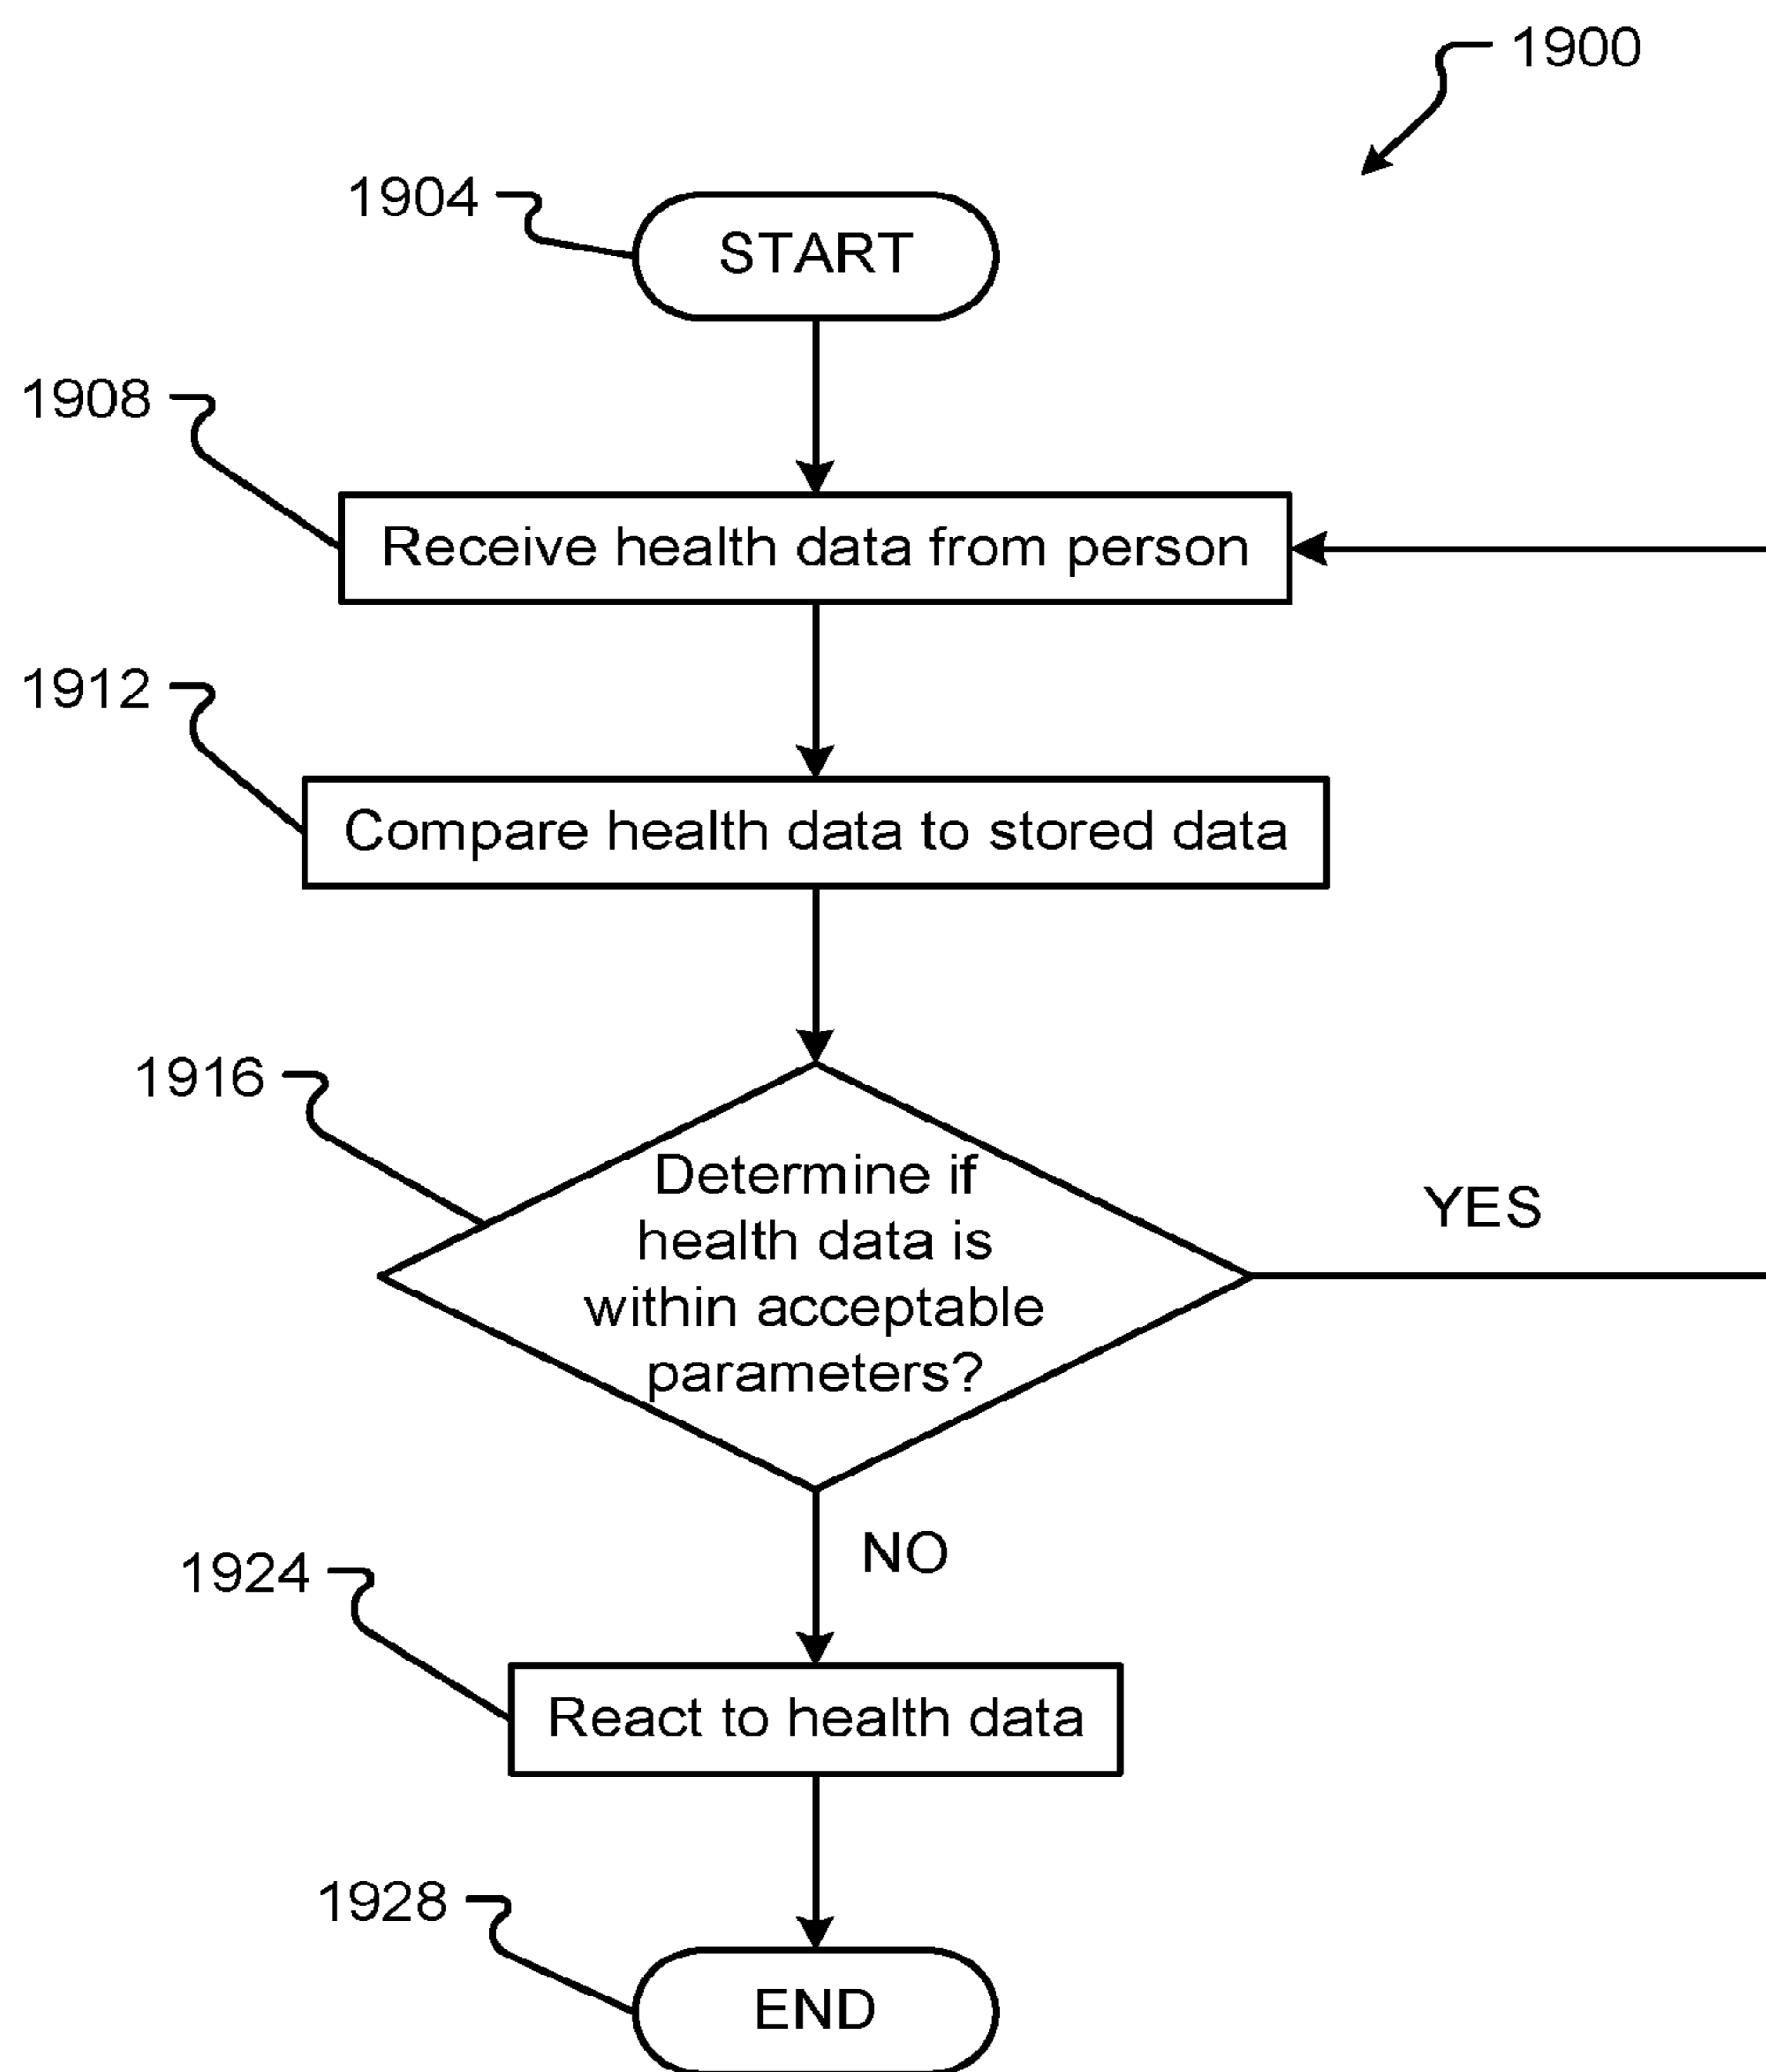 1900
1904
START
1908
Receive health data from person
1912
Compare health data to stored data
1916
Determine if
health data is
within acceptable
parameters?
YES
NO
1924
React to health data
1928
END